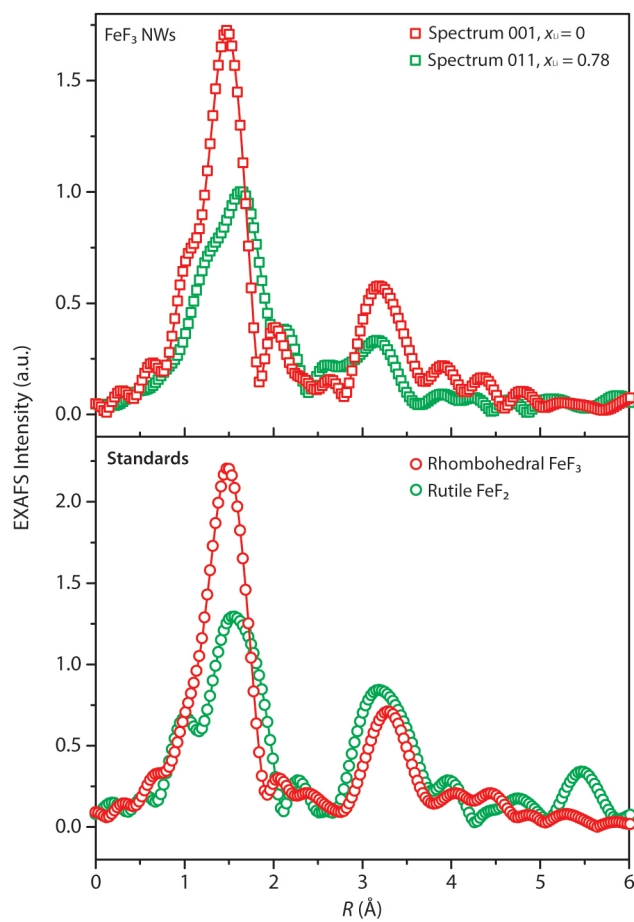 FeF₃ NWs
Spectrum 001, xLi = 0
Spectrum 011, xLi = 0.78
1.5
1.0
0.5
0.0
EXAFS Intensity (a.u.)
Standards
Rhombohedral FeF₃
Rutile FeF₂
2.0
1.5
1.0
0.5
0.0
0 1 2 3 4 5 6
R (Å)